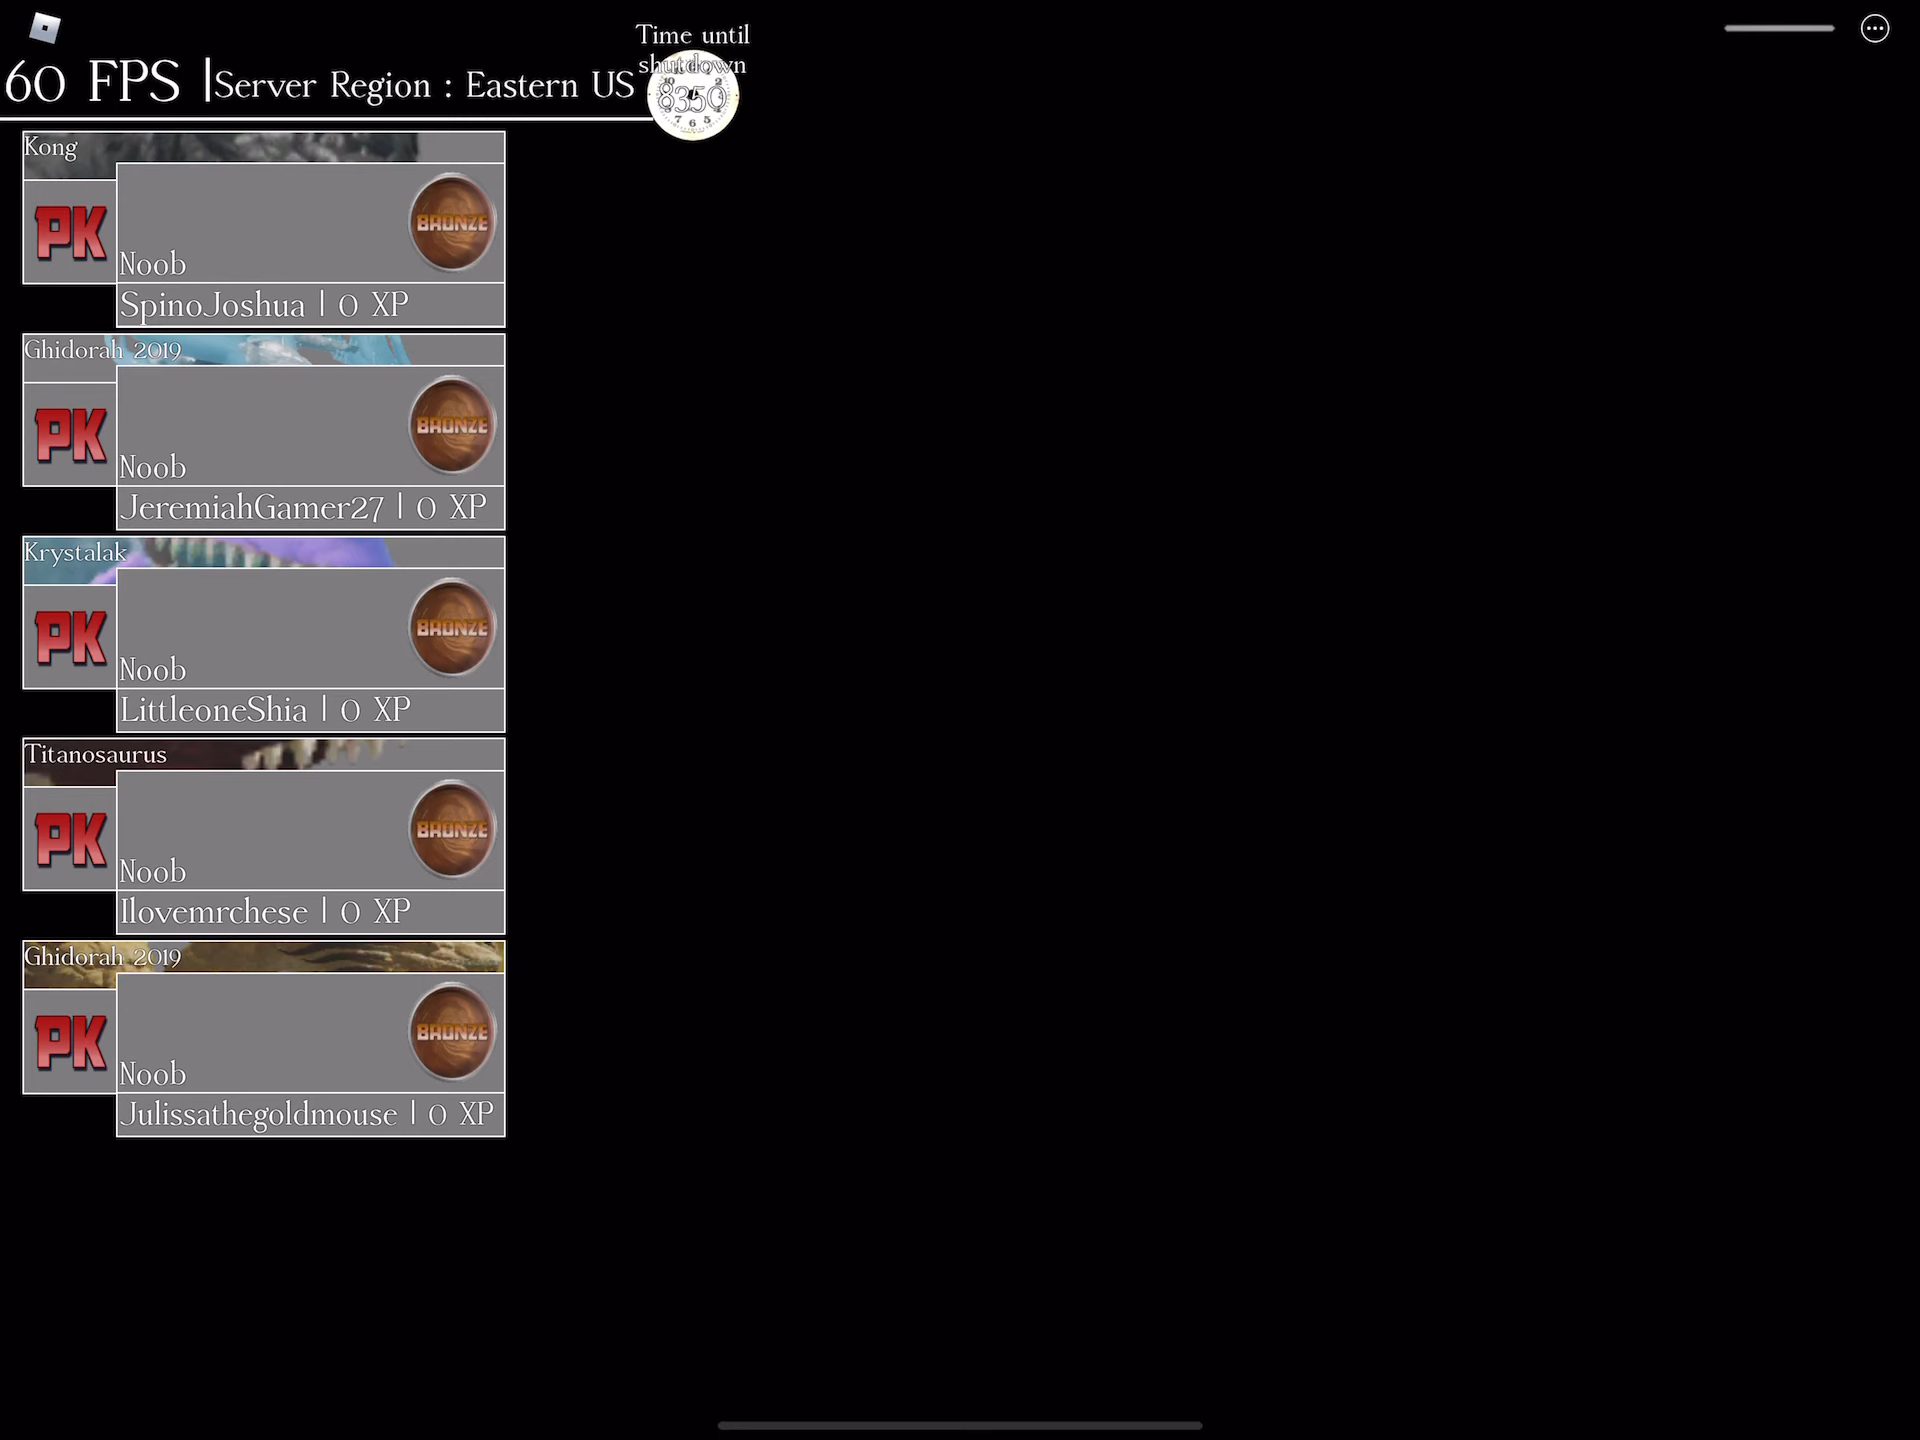 Time until
shutdown
60 FPS |Server Region : Eastern US
8350
Kong
PK
BRONZE
Noob
SpinoJoshua | 0 XP
Ghidorah 2019
PK
BRONZE
Noob
JeremiahGamer27 | 0 XP
Krystalak
PK
BRONZE
Noob
LittleoneShia | 0 XP
Titanosaurus
PK
BRONZE
Noob
Ilovemrchese | 0 XP
Ghidorah 2019
PK
BRONZE
Noob
Julissathegoldmouse | 0 XP